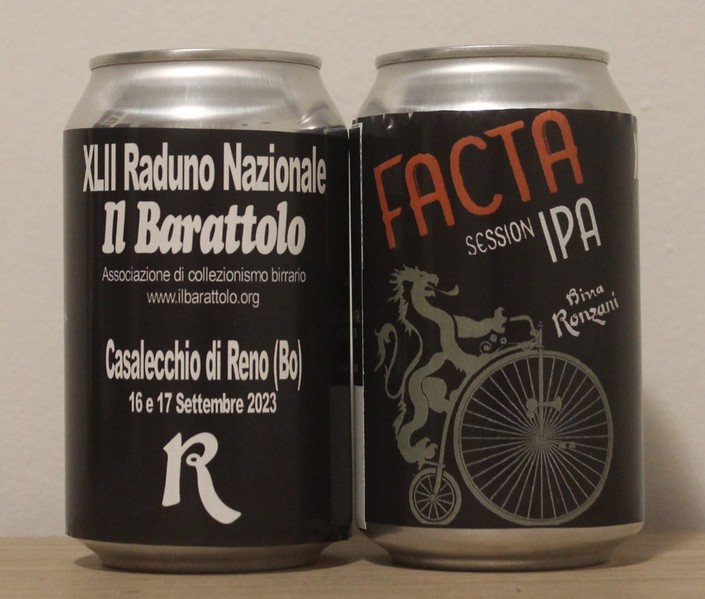 XLII Raduno Nazionale
Il Barattolo
Associazione di collezionismo birrario
www.ilbarattolo.org
Casalecchio di Reno (Bo)
16 e 17 Settembre 2023
R
FACTA
SESSION IPA
Birra
Ronzani